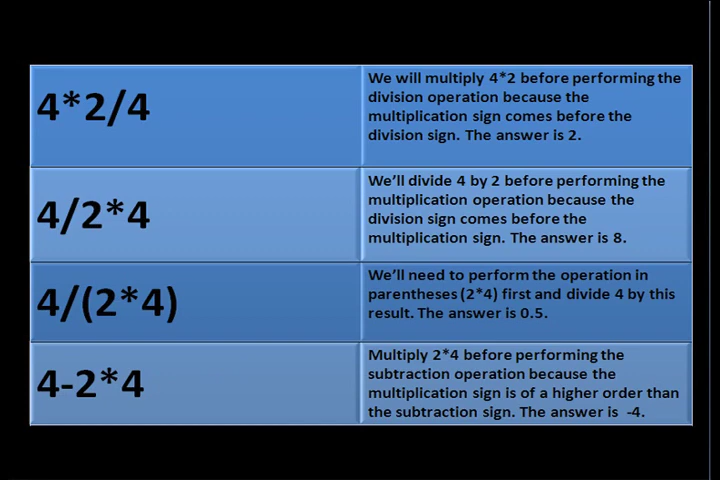 4*2/4
We will multiply 4*2 before performing the
division operation because the
multiplication sign comes before the
division sign. The answer is 2.
4/2*4
We'll divide 4 by 2 before performing the
multiplication operation because the
division sign comes before the
multiplication sign. The answer is 8.
4/(2*4)
We'll need to perform the operation in
parentheses (2*4) first and divide 4 by this
result. The answer is 0.5.
4-2*4
Multiply 2*4 before performing the
subtraction operation because the
multiplication sign is of a higher order than
the subtraction sign. The answer is -4.